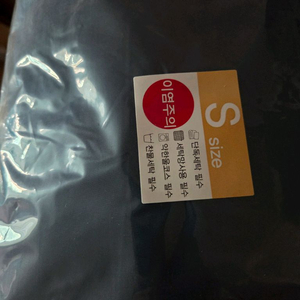 이염주의
S
size
단독세탁 필수
세탁망사용 필수
약한울코스 필수
찬물세탁 필수